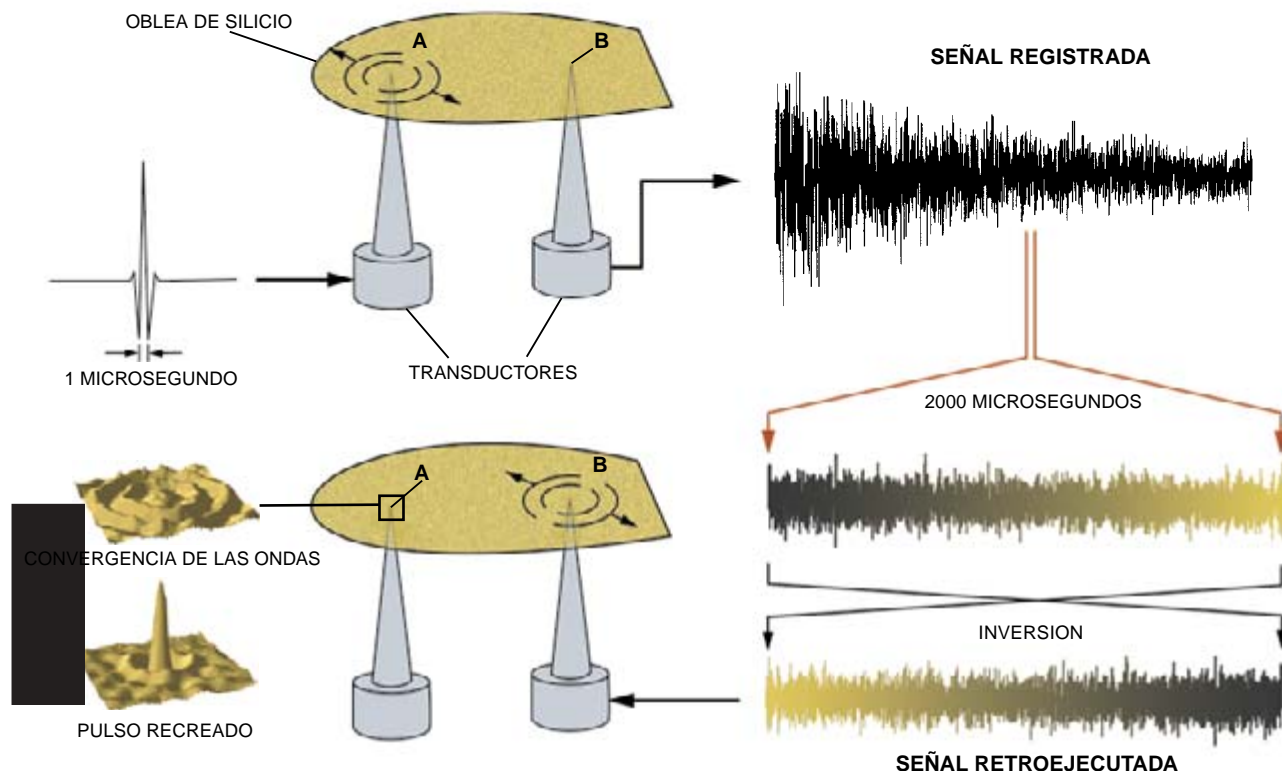 OBLEA DE SILICIO
A
B
SEÑAL REGISTRADA
1 MICROSEGUNDO
TRANSDUCTORES
2000 MICROSEGUNDOS
A
B
CONVERGENCIA DE LAS ONDAS
INVERSION
PULSO RECREADO
SEÑAL RETROEJECUTADA